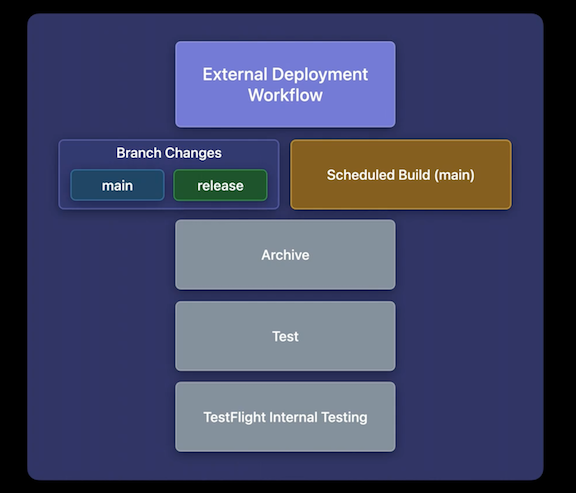 External Deployment
Workflow
Branch Changes
main
release
Scheduled Build (main)
Archive
Test
TestFlight Internal Testing